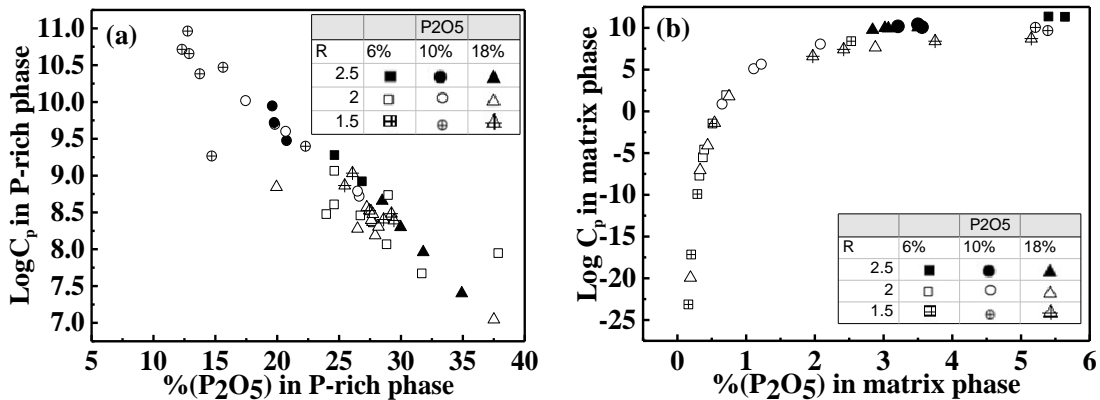 (a)
P2O5
R 6% 10% 18%
2.5
2
1.5
LogCp in P-rich phase
11.0
10.5
10.0
9.5
9.0
8.5
8.0
7.5
7.0
5 10 15 20 25 30 35 40
%(P2O5) in P-rich phase
(b)
Log Cp in matrix phase
10
5
0
-5
-10
-15
-20
-25
P2O5
R 6% 10% 18%
2.5
2
1.5
0 1 2 3 4 5 6
%(P2O5) in matrix phase